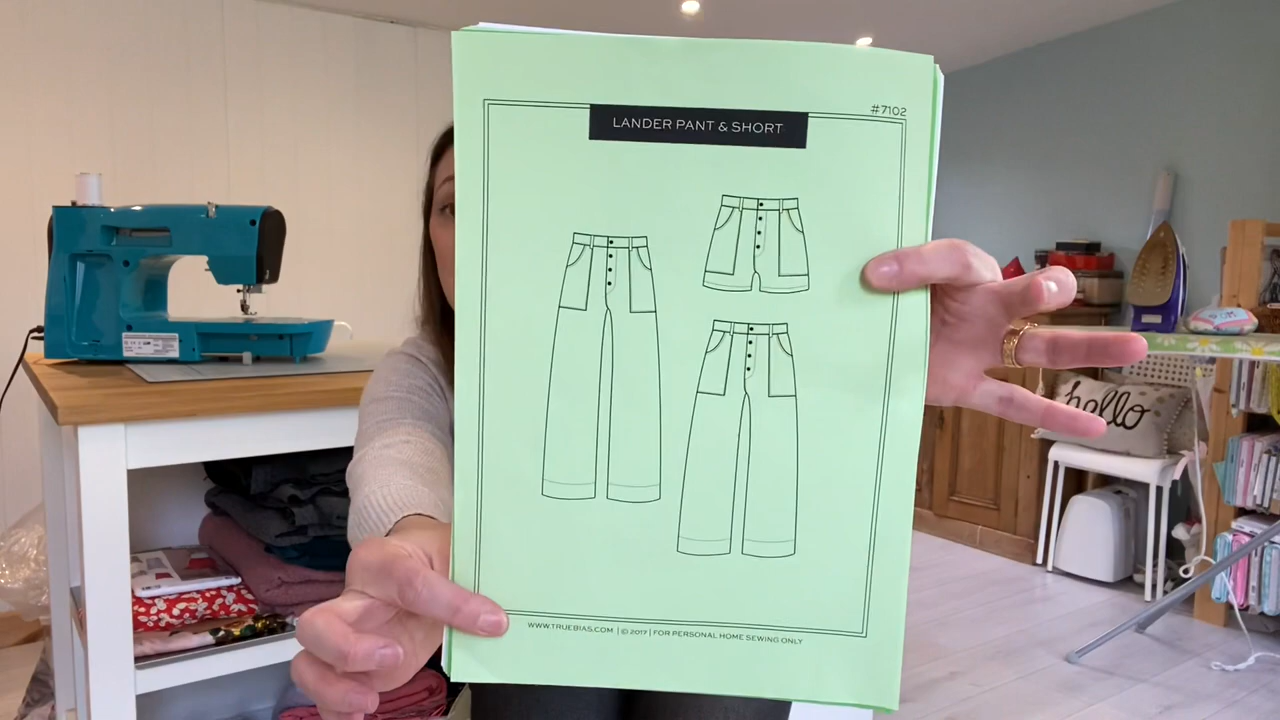 #7102
LANDER PANT & SHORT
WWW.TRUEBIAS.COM | © 2017 | FOR PERSONAL HOME SEWING ONLY
hello